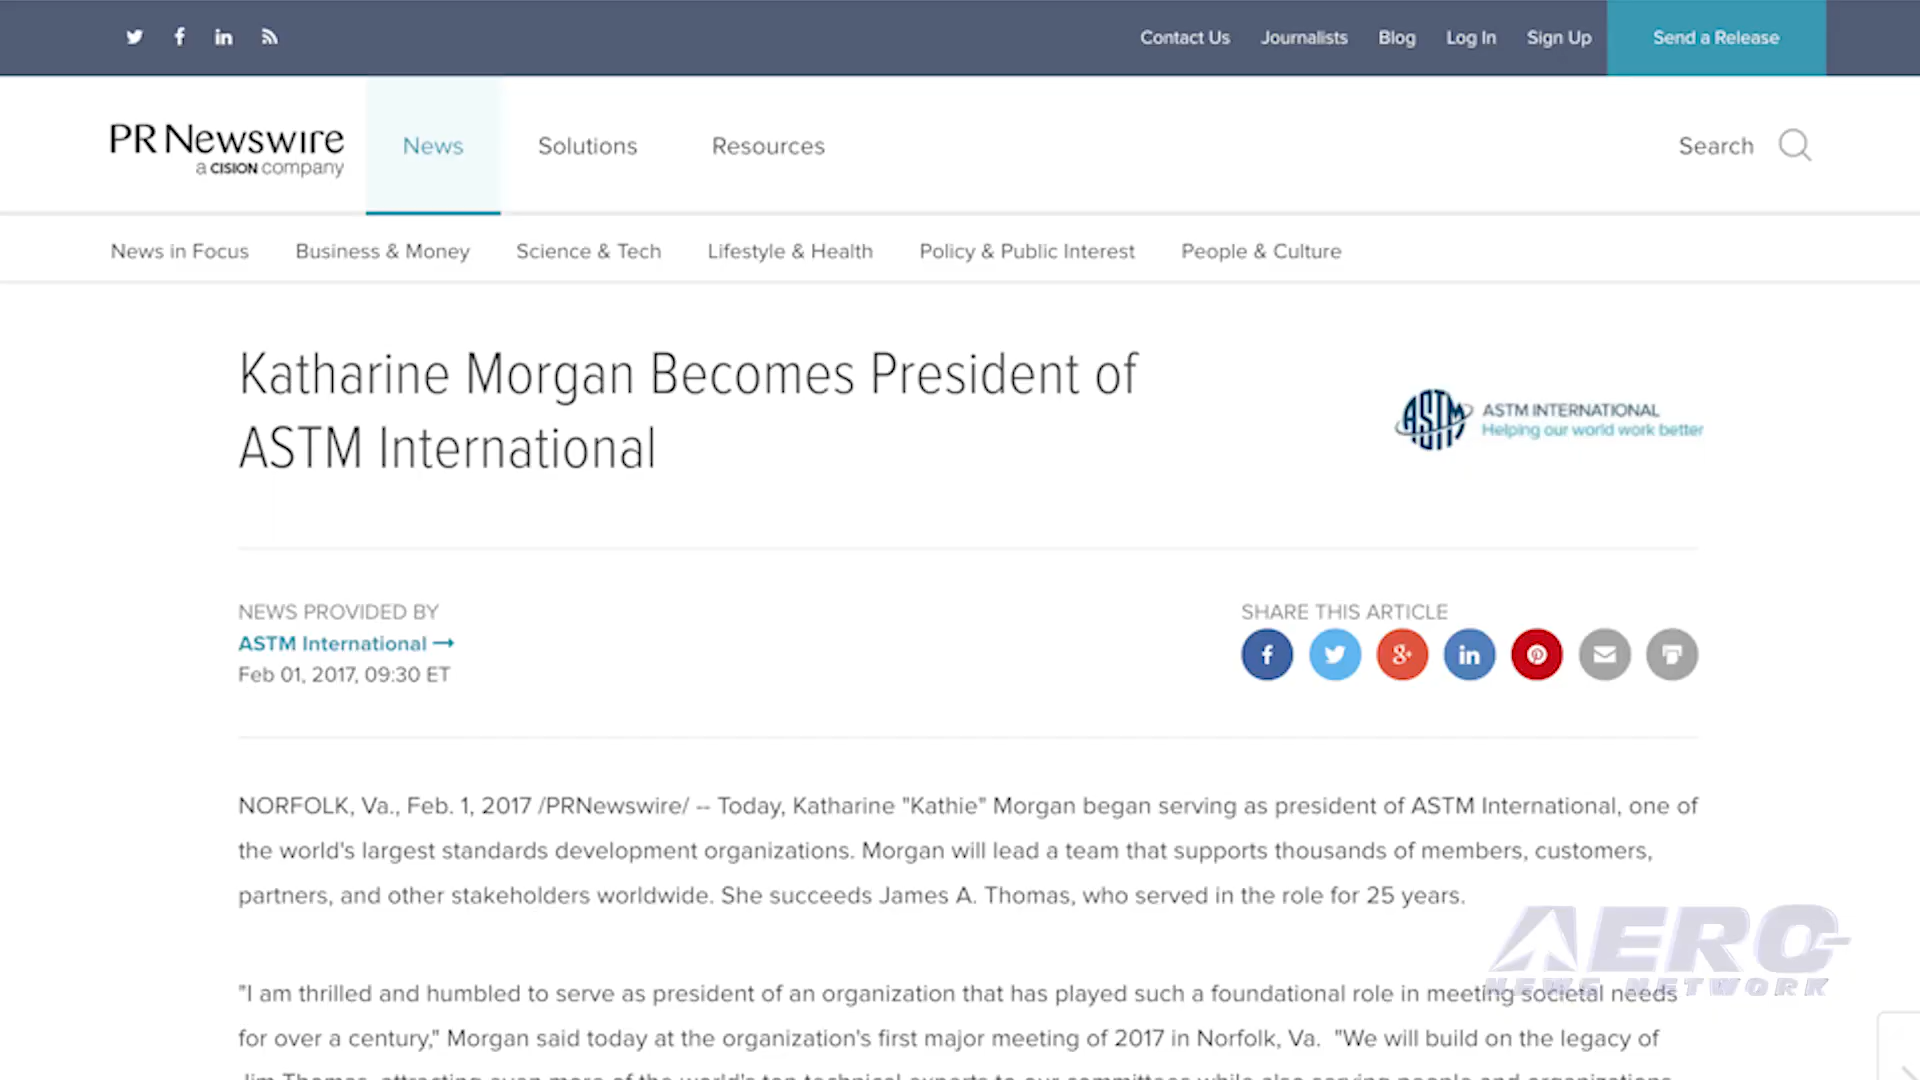 Contact Us Journalists Blog Log In Sign Up Send a Release
PR Newswire
a CISION company
News Solutions Resources Search
News in Focus Business & Money Science & Tech Lifestyle & Health Policy & Public Interest People & Culture
Katharine Morgan Becomes President of
ASTM International
ASTM
ASTM INTERNATIONAL
Helping our world work better
NEWS PROVIDED BY
ASTM International
Feb 01, 2017, 09:30 ET
SHARE THIS ARTICLE
NORFOLK, Va., Feb. 1, 2017 /PRNewswire/ -- Today, Katharine "Kathie" Morgan began serving as president of ASTM International, one of
the world's largest standards development organizations. Morgan will lead a team that supports thousands of members, customers,
partners, and other stakeholders worldwide. She succeeds James A. Thomas, who served in the role for 25 years.
AERO-
NEWS NETWORK
"I am thrilled and humbled to serve as president of an organization that has played such a foundational role in meeting societal needs
for over a century," Morgan said today at the organization's first major meeting of 2017 in Norfolk, Va. "We will build on the legacy of
Jim Thomas, attracting even more of the world's top technical experts to our committees while also serving people and organizations